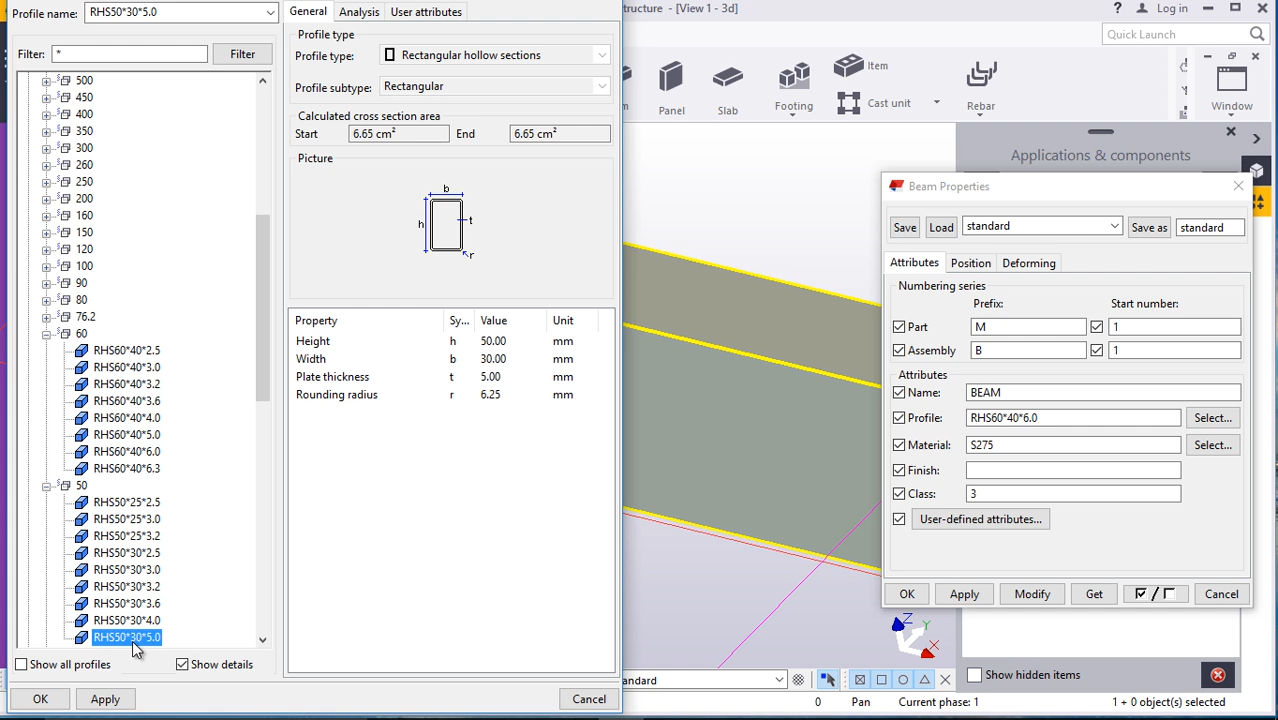 Profile name: RHS50*30*5.0
Filter: * Filter
500
450
400
350
300
260
250
200
160
150
120
100
90
80
76.2
60
RHS60*40*2.5
RHS60*40*3.0
RHS60*40*3.2
RHS60*40*3.6
RHS60*40*4.0
RHS60*40*5.0
RHS60*40*6.0
RHS60*40*6.3
50
RHS50*25*2.5
RHS50*25*3.0
RHS50*25*3.2
RHS50*30*2.5
RHS50*30*3.0
RHS50*30*3.2
RHS50*30*3.6
RHS50*30*4.0
RHS50*30*5.0
Show all profiles Show details
OK Apply Cancel
General Analysis User attributes
Profile type
Profile type: Rectangular hollow sections
Profile subtype: Rectangular
Calculated cross section area
Start 6.65 cm² End 6.65 cm²
Picture
b
h
t
r
Property Sy... Value Unit
Height h 50.00 mm
Width b 30.00 mm
Plate thickness t 5.00 mm
Rounding radius r 6.25 mm
tructure - [View 1 - 3d]
? Log in
Quick Launch
Panel Slab Footing Item Cast unit Rebar Window
Applications & components
Beam Properties
Save Load standard Save as standard
Attributes Position Deforming
Numbering series
Prefix: Start number:
Part M 1
Assembly B 1
Attributes
Name: BEAM
Profile: RHS60*40*6.0 Select...
Material: S275 Select...
Finish:
Class: 3
User-defined attributes...
OK Apply Modify Get / Cancel
Z Y X
Show hidden items
andard
0 Pan Current phase: 1 1 + 0 object(s) selected